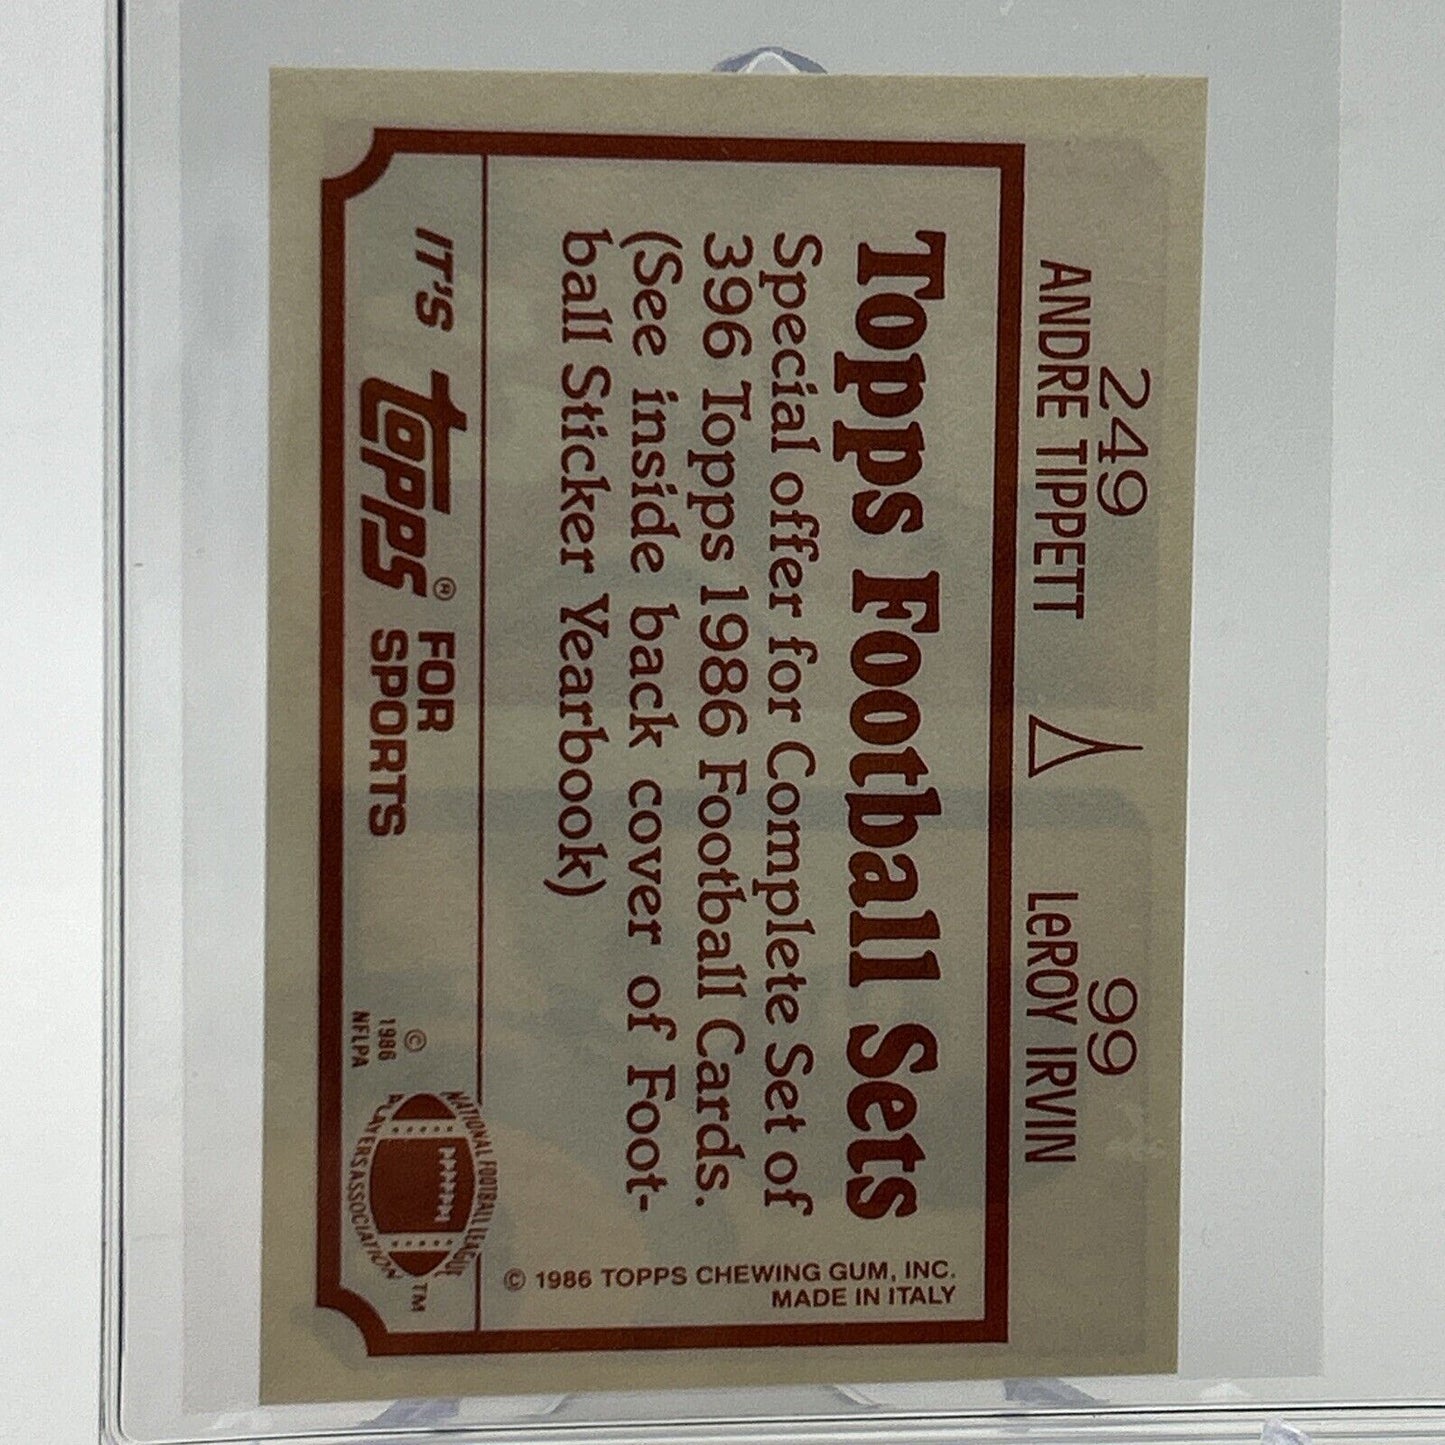 249 99
ANDRE TIPPETT LeROY IRVIN
Topps Football Sets
Special offer for Complete Set of
396 Topps 1986 Football Cards.
(See inside back cover of Foot-
ball Sticker Yearbook)
© 1986 TOPPS CHEWING GUM, INC.
MADE IN ITALY
IT'S Topps® FOR
SPORTS
©
1986
NFLPA
NATIONAL FOOTBALL LEAGUE
PLAYERS ASSOCIATION
TM